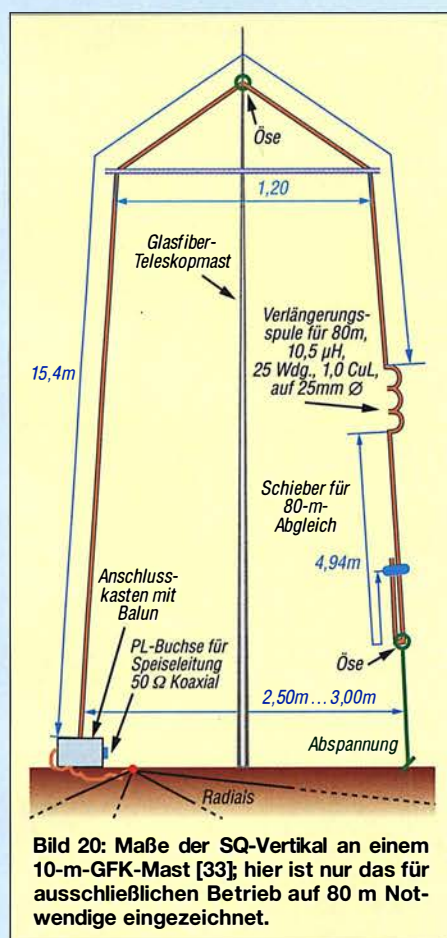 Öse
1,20
Glasfiber-
Teleskopmast
Verlängerungs-
spule für 80m,
10,5 µH,
25 Wdg., 1,0 CuL,
auf 25mm Ø
15,4m
Schieber für
80-m-
Abgleich
4,94m
Anschluss-
kasten mit
Balun
PL-Buchse für
Speiseleitung
50 Ω Koaxial
Öse
2,50m...3,00m
Abspannung
Radials
Bild 20: Maße der SQ-Vertikal an einem
10-m-GFK-Mast [33]; hier ist nur das für
ausschließlichen Betrieb auf 80 m Not-
wendige eingezeichnet.